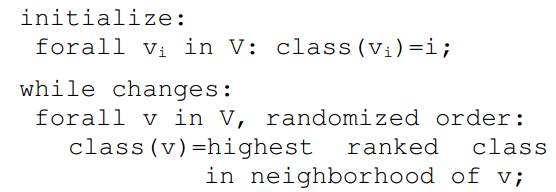 initialize:
forall vi in V: class(vi)=i;
while changes:
forall v in V, randomized order:
class(v)=highest ranked class
in neighborhood of v;